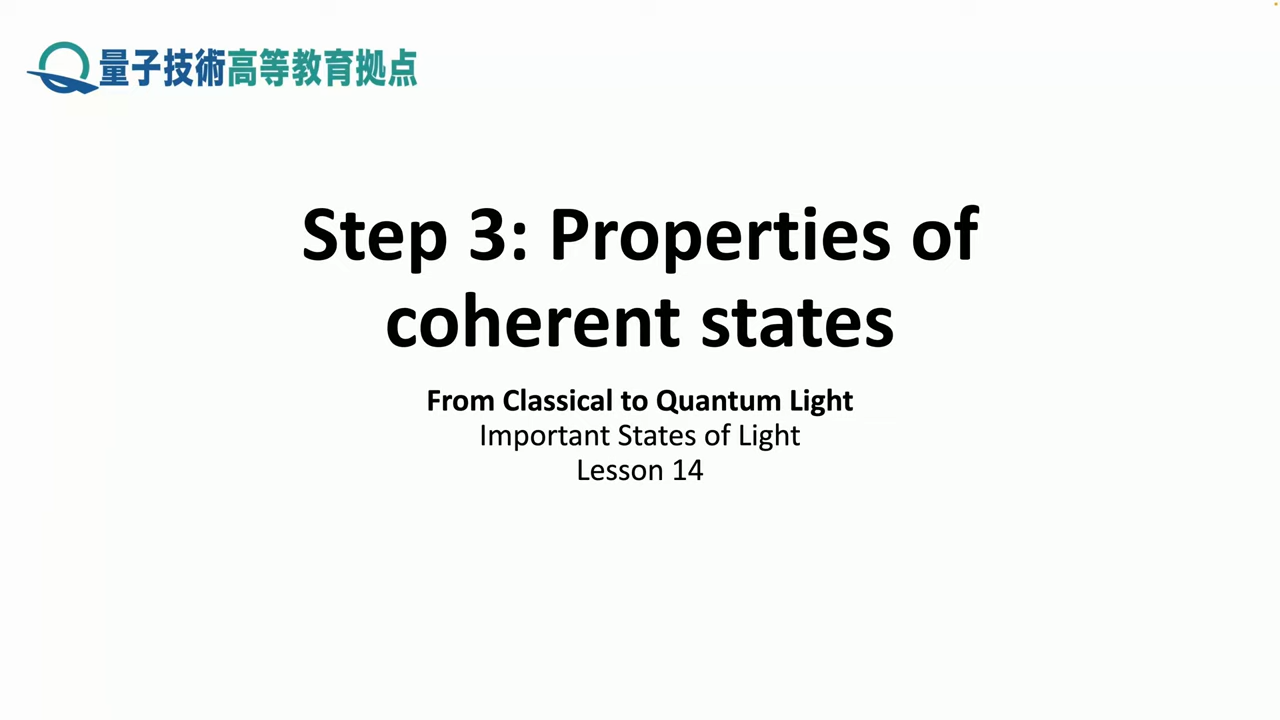 量子技術高等教育拠点
Step 3: Properties of
coherent states
From Classical to Quantum Light
Important States of Light
Lesson 14